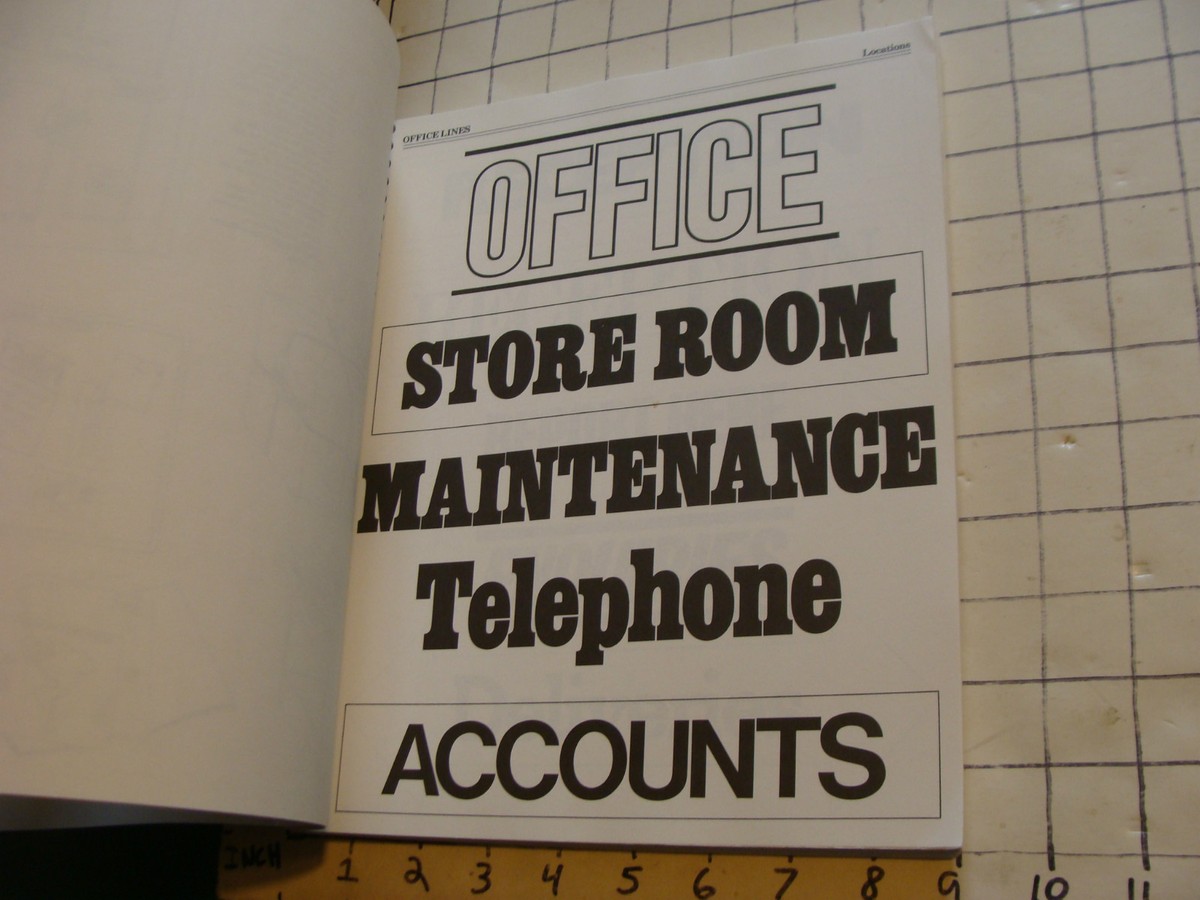 OFFICE LINES Locations
OFFICE
STORE ROOM
MAINTENANCE
Telephone
ACCOUNTS
INCH 1 2 3 4 5 6 7 8 9 10 11